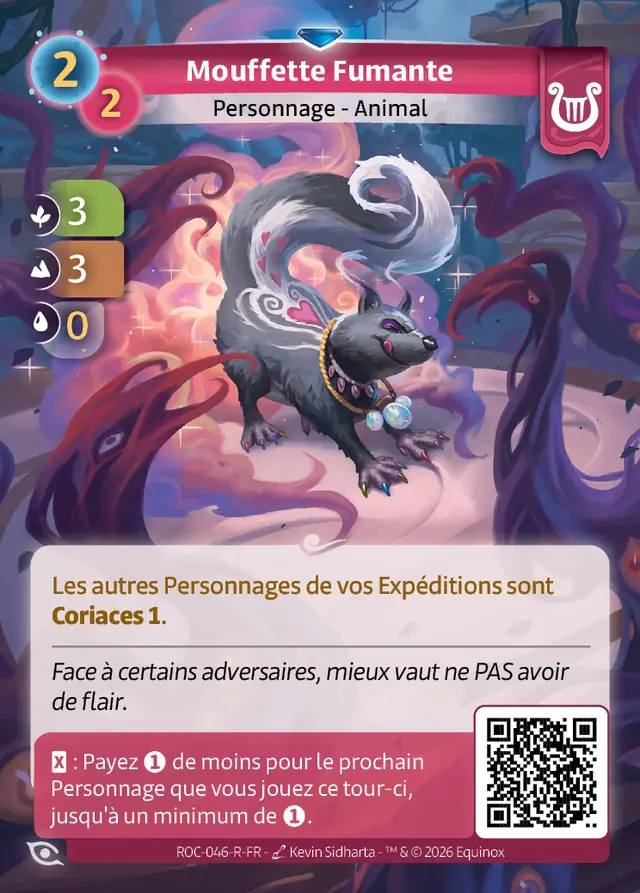 2
Mouffette Fumante
2
Personnage - Animal
3
3
0
Les autres Personnages de vos Expéditions sont
Coriaces 1.
Face à certains adversaires, mieux vaut ne PAS avoir
de flair.
X : Payez 1 de moins pour le prochain
Personnage que vous jouez ce tour-ci,
jusqu'à un minimum de 1.
ROC-046-R-FR - Kevin Sidharta - ™ & © 2026 Equinox